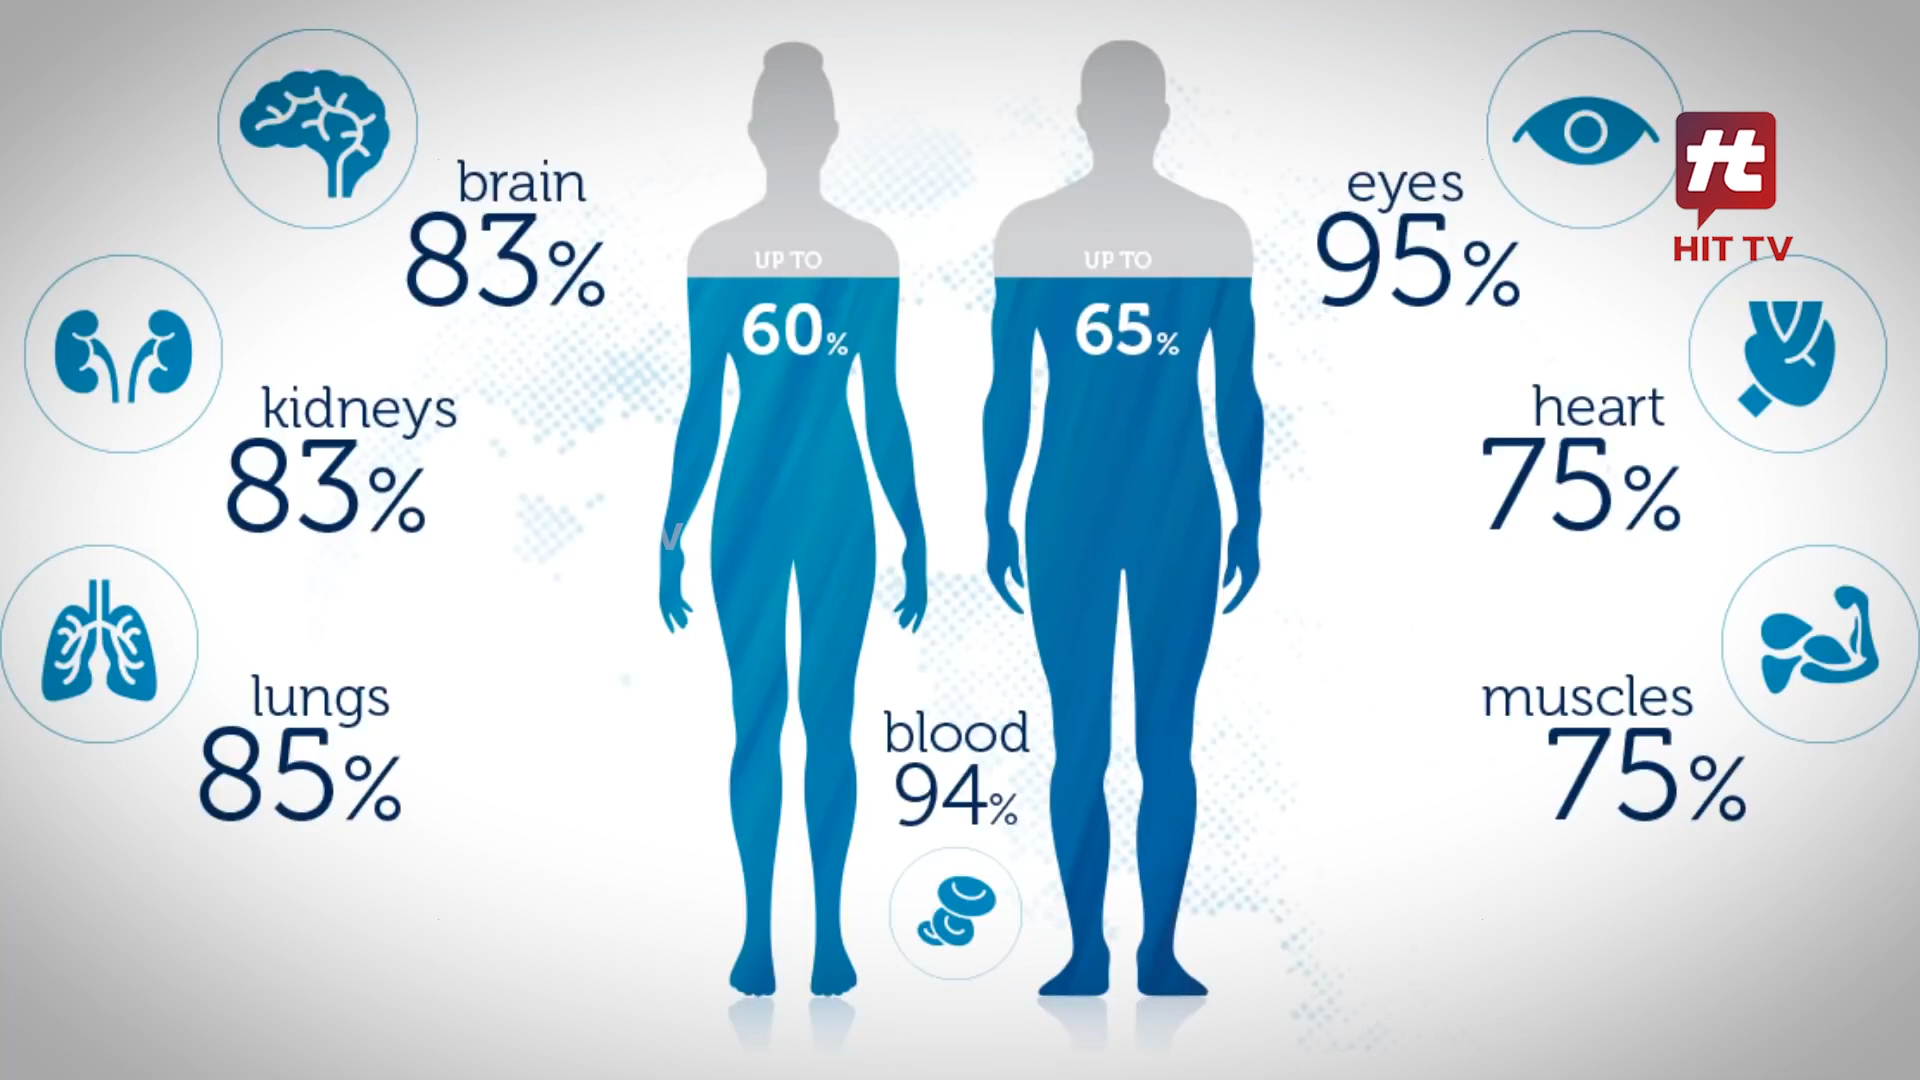 brain
83%
kidneys
83%
lungs
85%
UP TO
60%
UP TO
65%
blood
94%
eyes
95%
heart
75%
muscles
75%
HIT TV